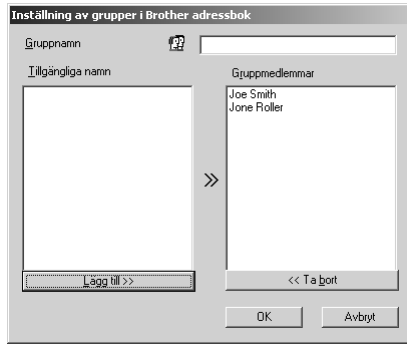 Inställning av grupper i Brother adressbok
Gruppnamn
Tillgängliga namn
Gruppmedlemmar
Joe Smith
Jone Roller
Lägg till >>
<< Ta bort
OK
Avbryt